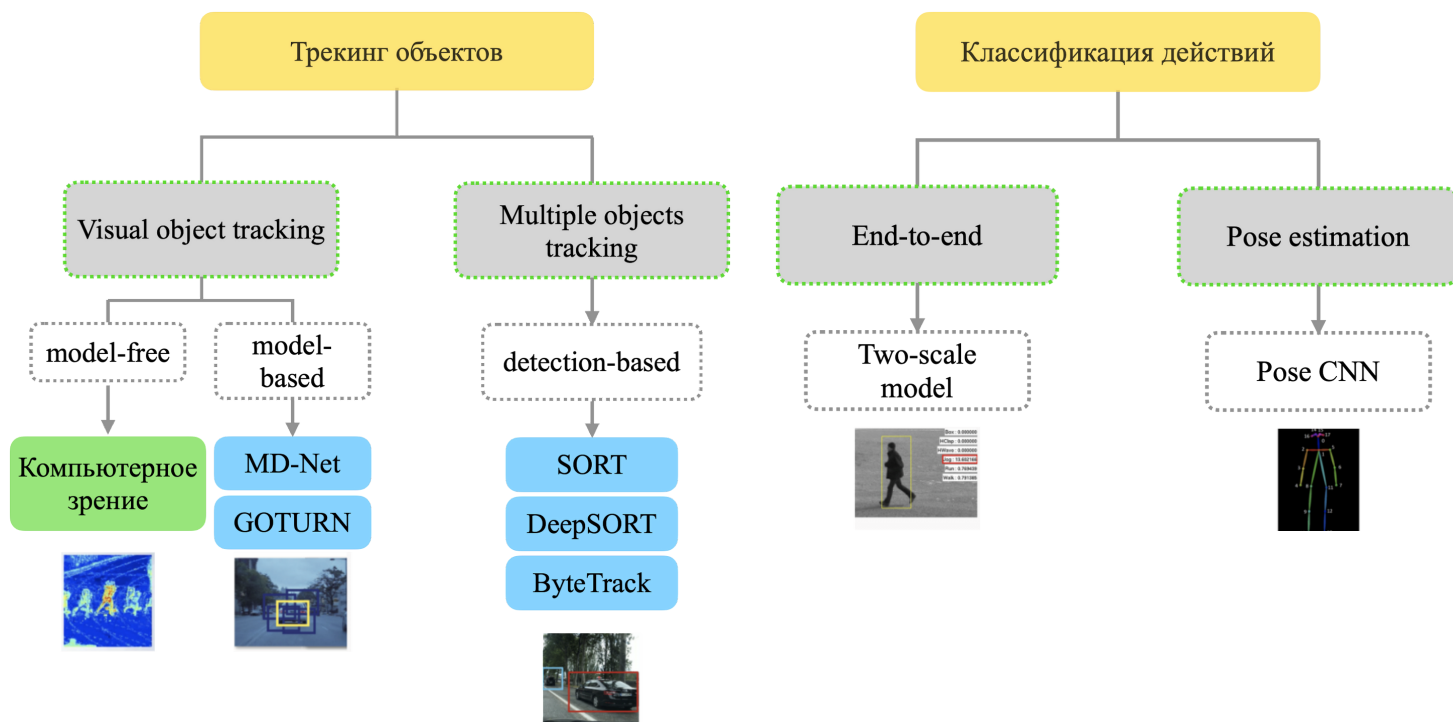 Трекинг объектов
Классификация действий
Visual object tracking
Multiple objects
tracking
End-to-end
Pose estimation
model-free
model-
based
detection-based
Two-scale
model
Pose CNN
Компьютерное
зрение
MD-Net
GOTURN
SORT
DeepSORT
ByteTrack